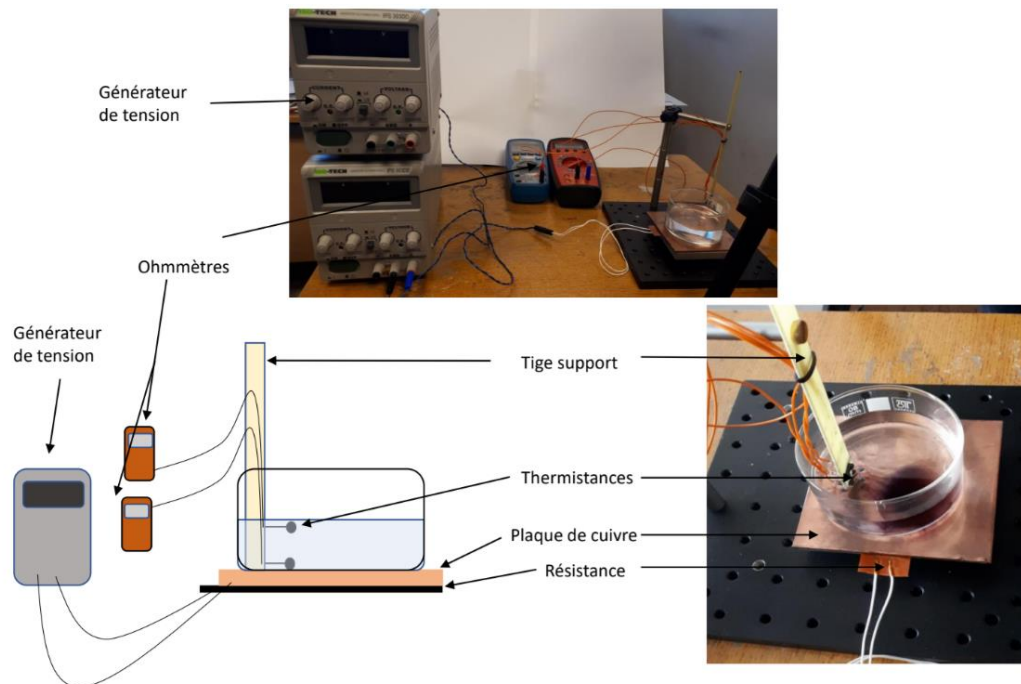 Générateur
de tension
Ohmmètres
Générateur
de tension
Tige support
Thermistances
Plaque de cuivre
Résistance